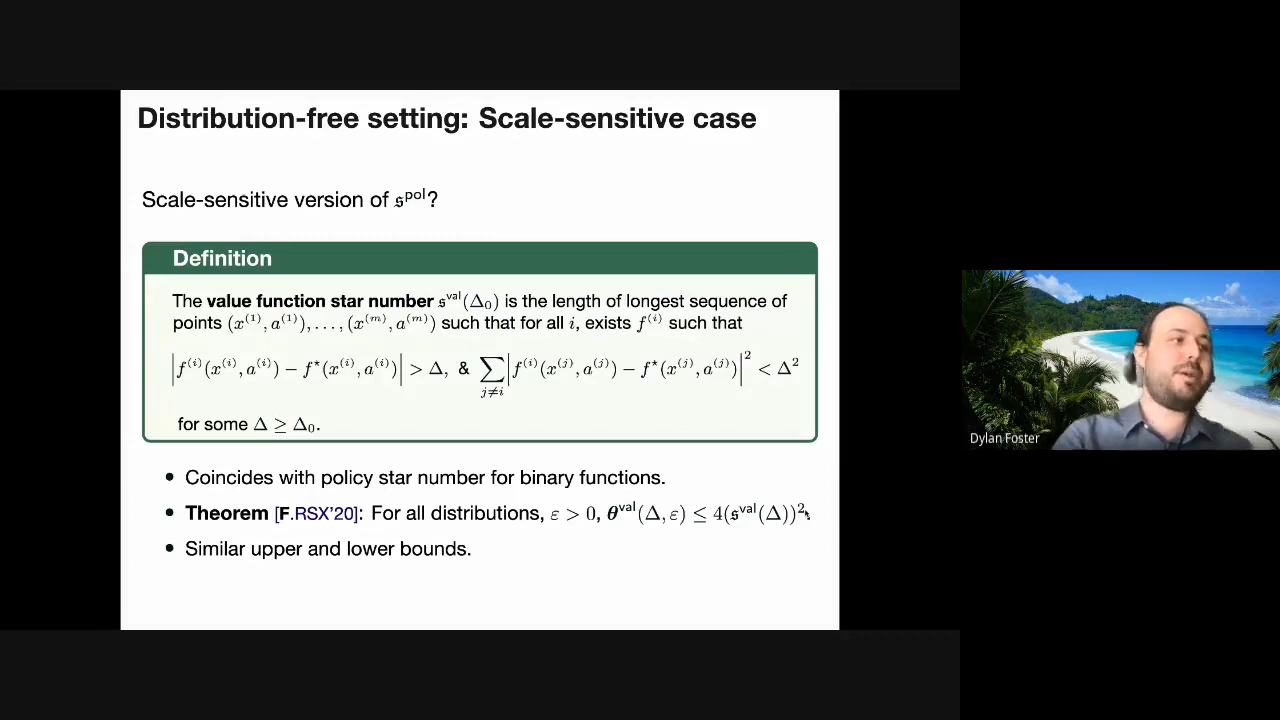 Distribution-free setting: Scale-sensitive case
Scale-sensitive version of 𝔰^pol?
Definition
The value function star number 𝔰^val(Δ₀) is the length of longest sequence of
points (x^(1), a^(1)), . . . , (x^(m), a^(m)) such that for all i, exists f^(i) such that
|f^(i)(x^(i), a^(i)) − f^⋆(x^(i), a^(i))| > Δ, & ∑_{j≠i} |f^(i)(x^(j), a^(j)) − f^⋆(x^(j), a^(j))|² < Δ²
for some Δ ≥ Δ₀.
• Coincides with policy star number for binary functions.
• Theorem [F.RSX'20]: For all distributions, ε > 0, θ^val(Δ, ε) ≤ 4(𝔰^val(Δ))².
• Similar upper and lower bounds.
Dylan Foster